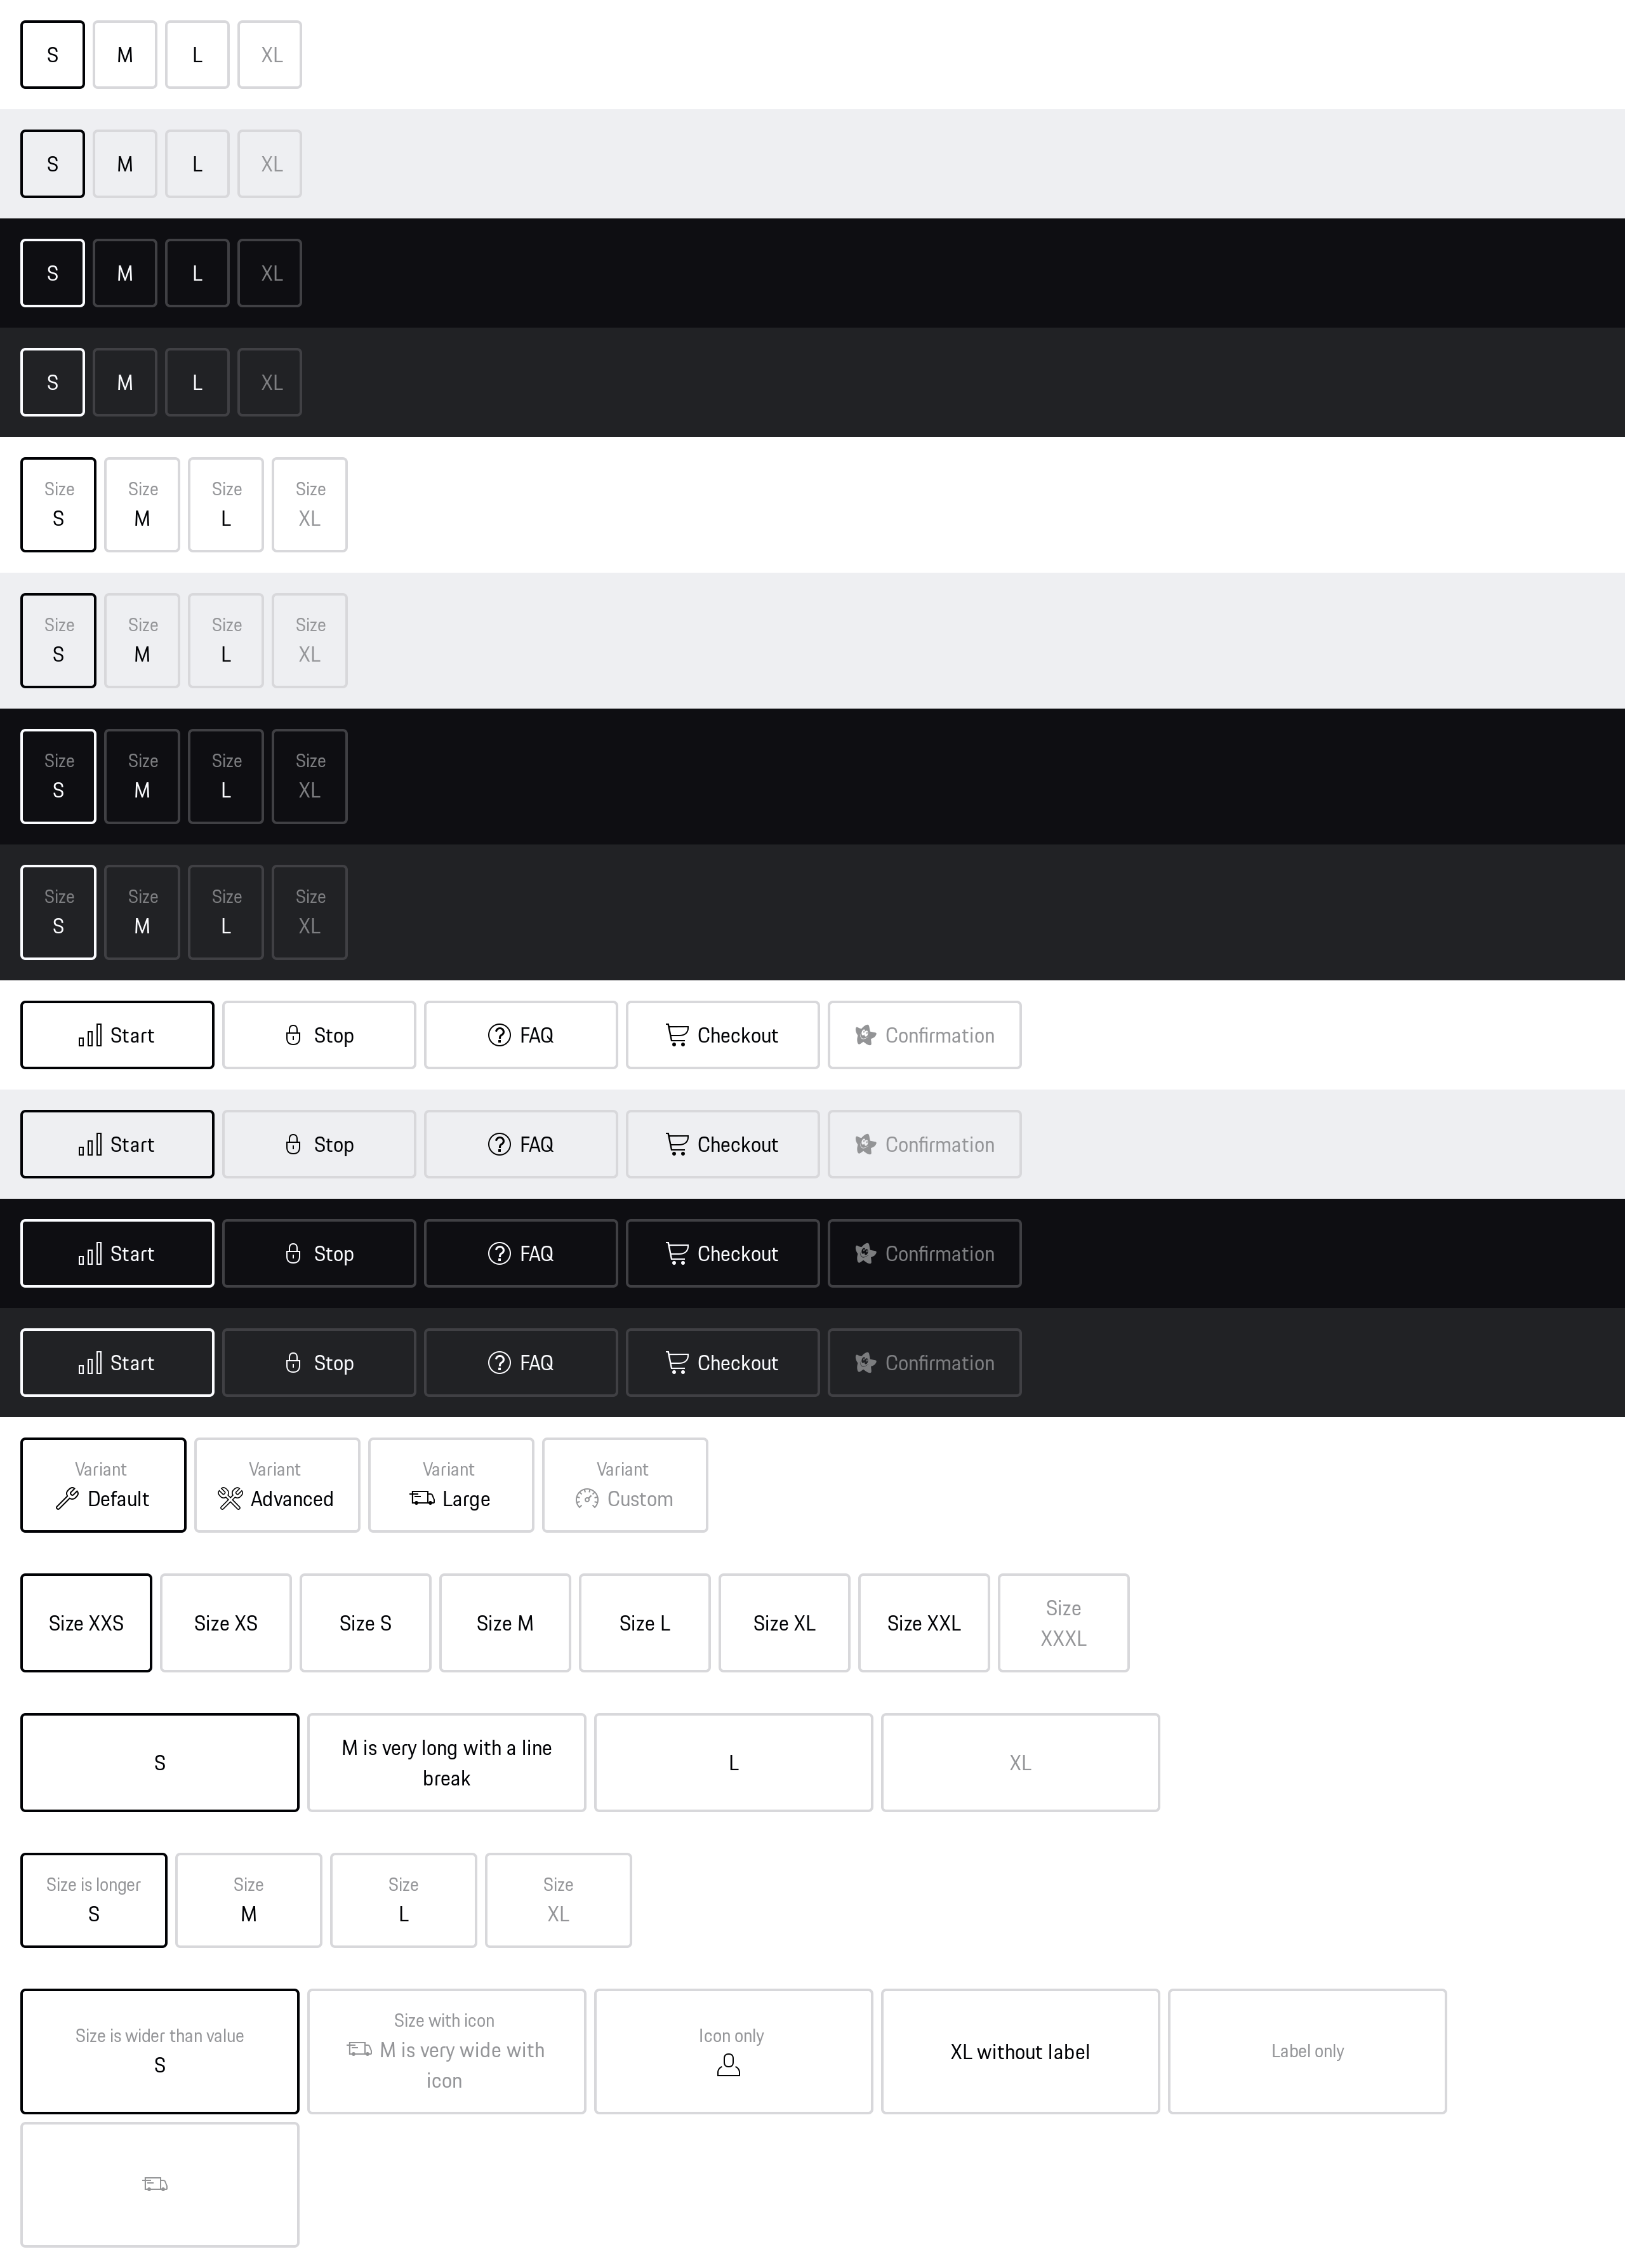 S M L XL
S M L XL
S M L XL
S M L XL
Size Size Size Size
S M L XL
Size Size Size Size
S M L XL
Size Size Size Size
S M L XL
Size Size Size Size
S M L XL
Start Stop FAQ Checkout Confirmation
Start Stop FAQ Checkout Confirmation
Start Stop FAQ Checkout Confirmation
Start Stop FAQ Checkout Confirmation
Variant Variant Variant Variant
Default Advanced Large Custom
Size XXS Size XS Size S Size M Size L Size XL Size XXL Size
XXXL
S M is very long with a line L XL
break
Size is longer Size Size Size
S M L XL
Size is wider than value
S
Size with icon
M is very wide with
icon
Icon only
XL without label
Label only